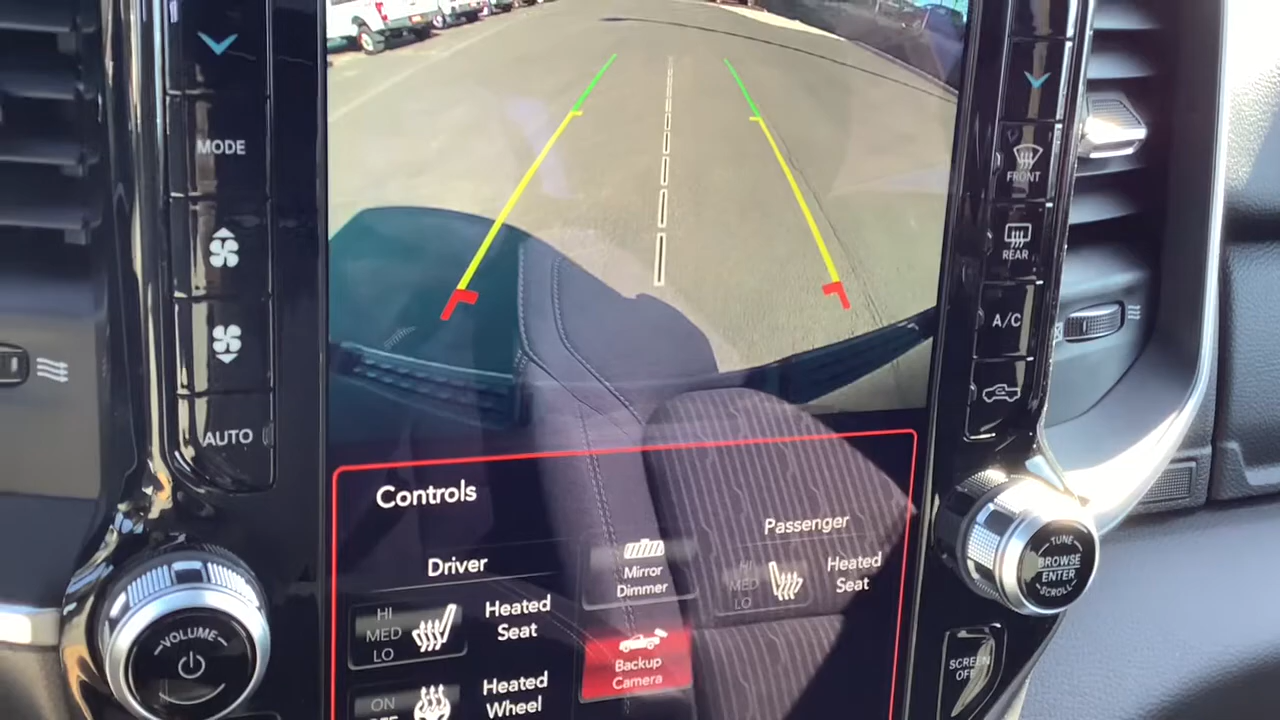 MODE
AUTO
VOLUME
FRONT
REAR
A/C
TUNE
BROWSE
ENTER
SCROLL
SCREEN
OFF
Controls
Driver
HI
MED
LO
Heated
Seat
ON
Heated
Wheel
Mirror
Dimmer
Backup
Camera
Passenger
HI
MED
LO
Heated
Seat